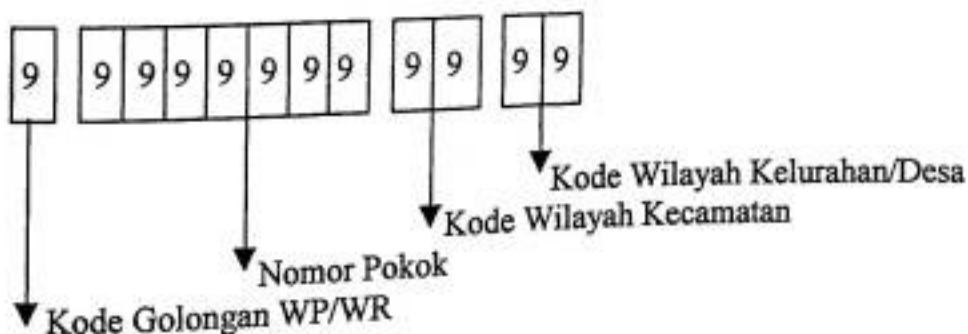 9 9 9 9 9 9 9 9 9 9 9 9
Kode Wilayah Kelurahan/Desa
Kode Wilayah Kecamatan
Nomor Pokok
Kode Golongan WP/WR